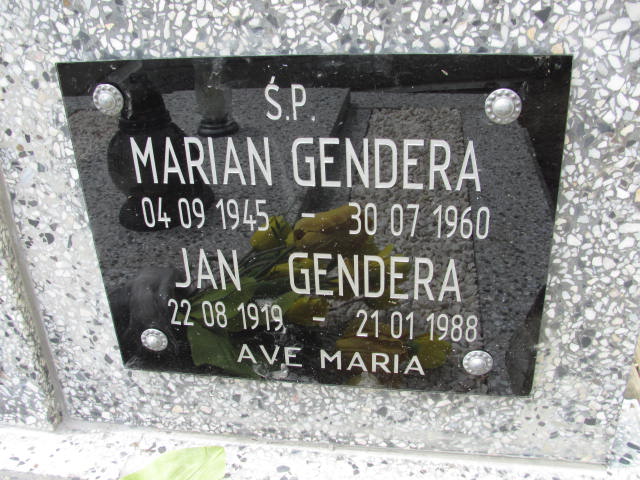 Ś.P.
MARIAN GENDERA
04 09 1945 - 30 07 1960
JAN GENDERA
22 08 1919 - 21 01 1988
AVE MARIA